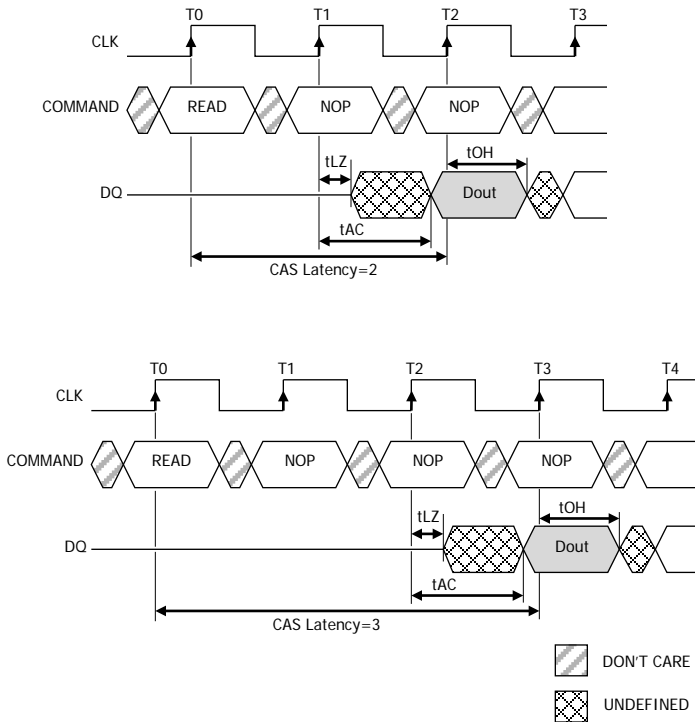 T0 T1 T2 T3
CLK
COMMAND READ NOP NOP
tLZ tOH
DQ Dout
tAC
CAS Latency=2
T0 T1 T2 T3 T4
CLK
COMMAND READ NOP NOP NOP
tLZ tOH
DQ Dout
tAC
CAS Latency=3
DON'T CARE
UNDEFINED